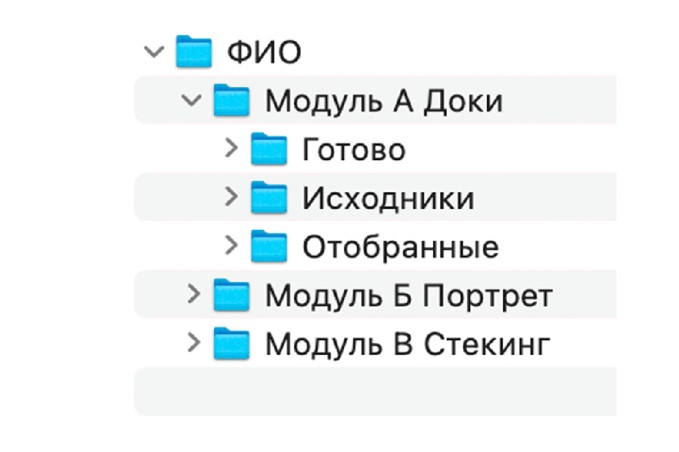 ФИО
Модуль А Доки
Готово
Исходники
Отобранные
Модуль Б Портрет
Модуль В Стекинг